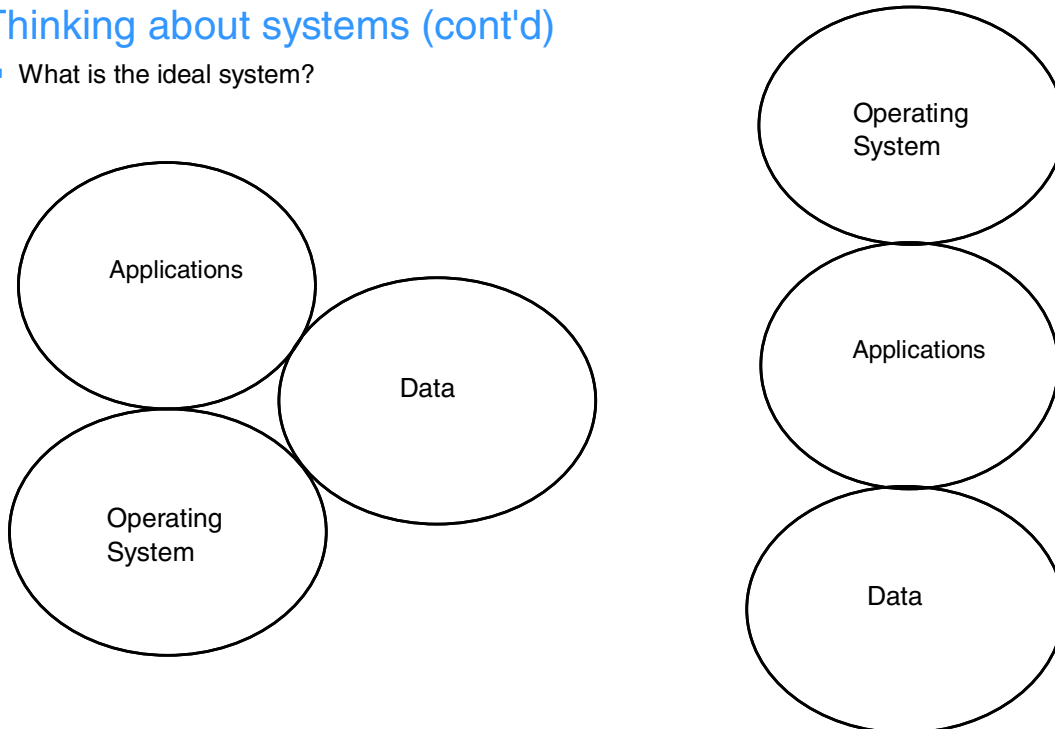 Thinking about systems (cont'd)
What is the ideal system?
Applications
Data
Operating
System
Operating
System
Applications
Data